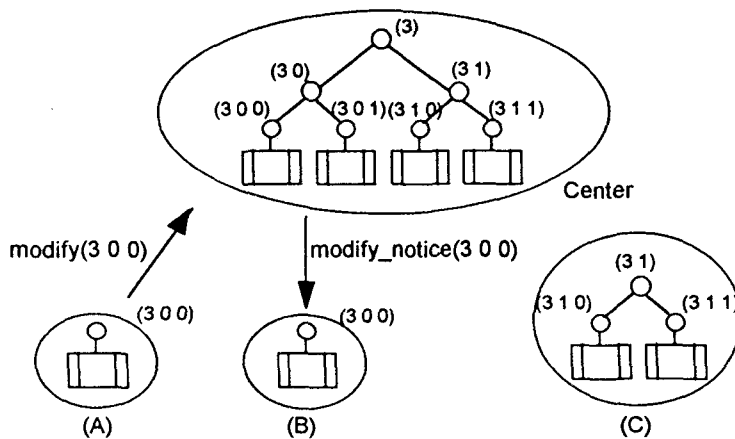 (3)
(3 0)
(3 1)
(3 0 0)
(3 0 1)
(3 1 0)
(3 1 1)
Center
modify(3 0 0)
modify_notice(3 0 0)
(3 1)
(3 1 0)
(3 1 1)
(3 0 0)
(3 0 0)
(A)
(B)
(C)